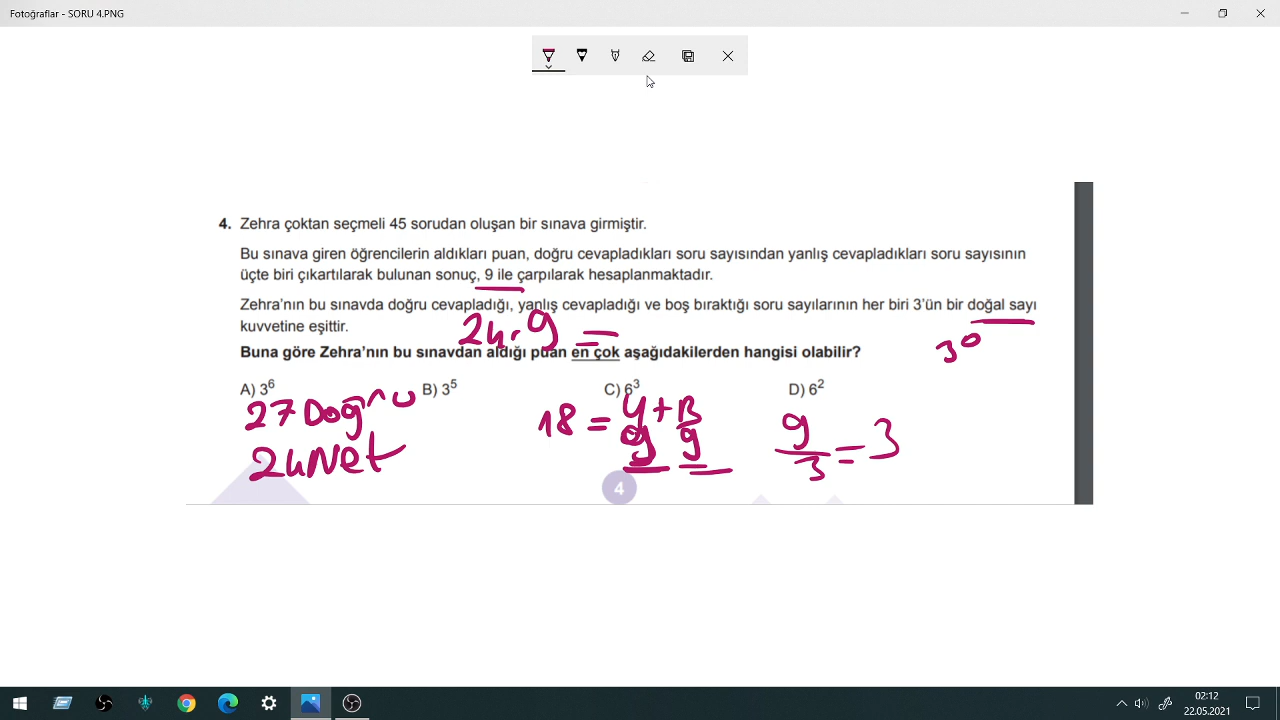 Fotoğraflar - SORU 4.PNG
4. Zehra çoktan seçmeli 45 sorudan oluşan bir sınava girmiştir.
Bu sınava giren öğrencilerin aldıkları puan, doğru cevapladıkları soru sayısından yanlış cevapladıkları soru sayısının
üçte biri çıkartılarak bulunan sonuç, 9 ile çarpılarak hesaplanmaktadır.
Zehra'nın bu sınavda doğru cevapladığı, yanlış cevapladığı ve boş bıraktığı soru sayılarının her biri 3'ün bir doğal sayı
kuvvetine eşittir.
24.9 =
3⁰
Buna göre Zehra'nın bu sınavdan aldığı puan en çok aşağıdakilerden hangisi olabilir?
A) 3⁶ B) 3⁵ C) 6³ D) 6²
27 Doğru
18 = Y + B
9 9
9/3 = 3
24 Net
4
02:12
22.05.2021